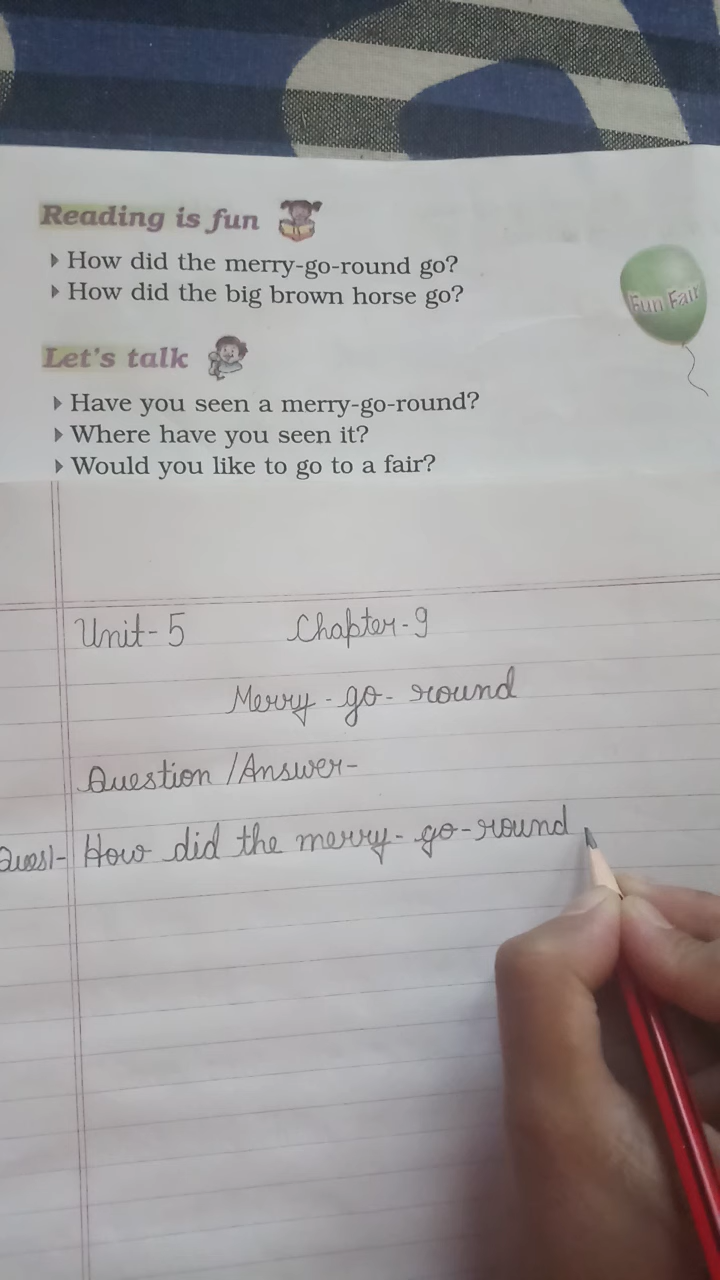 Reading is fun
How did the merry-go-round go?
How did the big brown horse go?
Fun Fair
Let's talk
Have you seen a merry-go-round?
Where have you seen it?
Would you like to go to a fair?
Unit-5 Chapter-9
Merry-go-round
Question/Answer-
Ques1- How did the merry-go-round